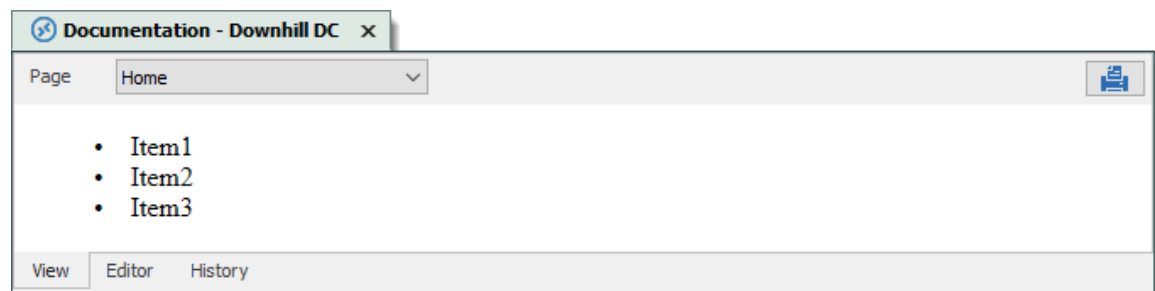 Documentation - Downhill DC x
Page Home
• Item1
• Item2
• Item3
View Editor History